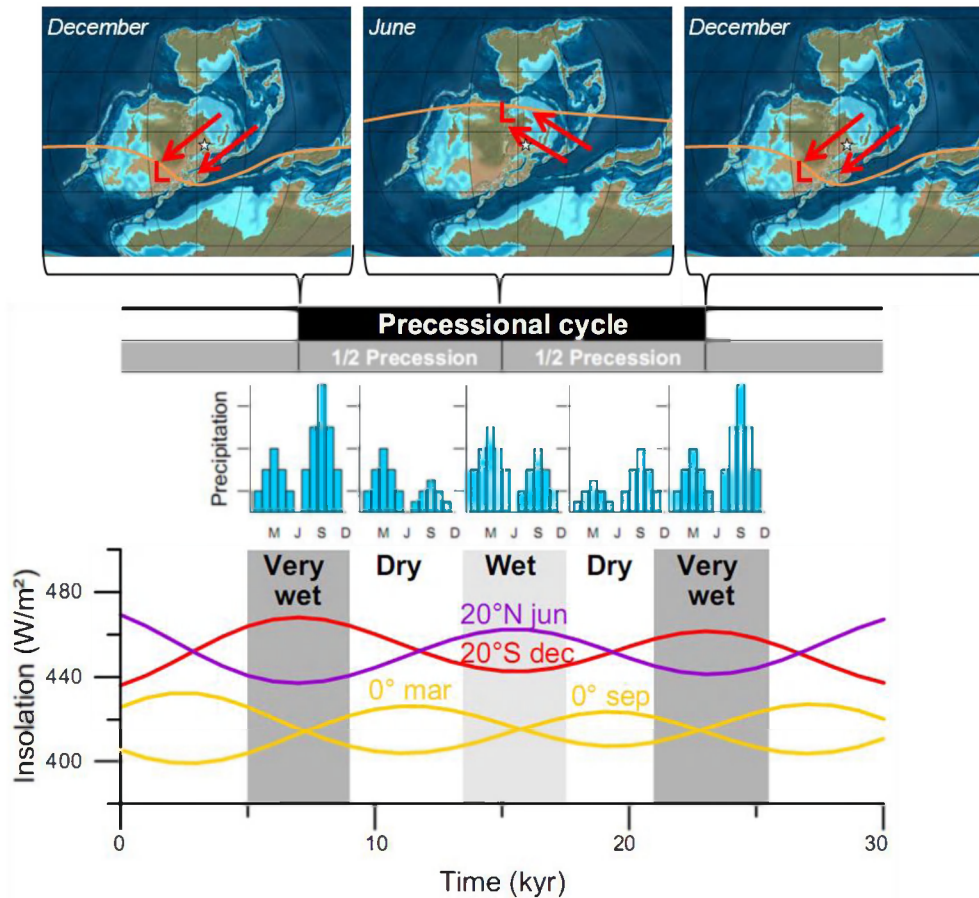 December
June
December
L
L
L
Precessional cycle
1/2 Precession
1/2 Precession
Precipitation
M J S D
M J S D
M J S D
M J S D
M J S D
Very
wet
Dry
Wet
Dry
Very
wet
Insolation (W/m²)
480
440
400
20°N jun
20°S dec
0° mar
0° sep
0
10
20
30
Time (kyr)